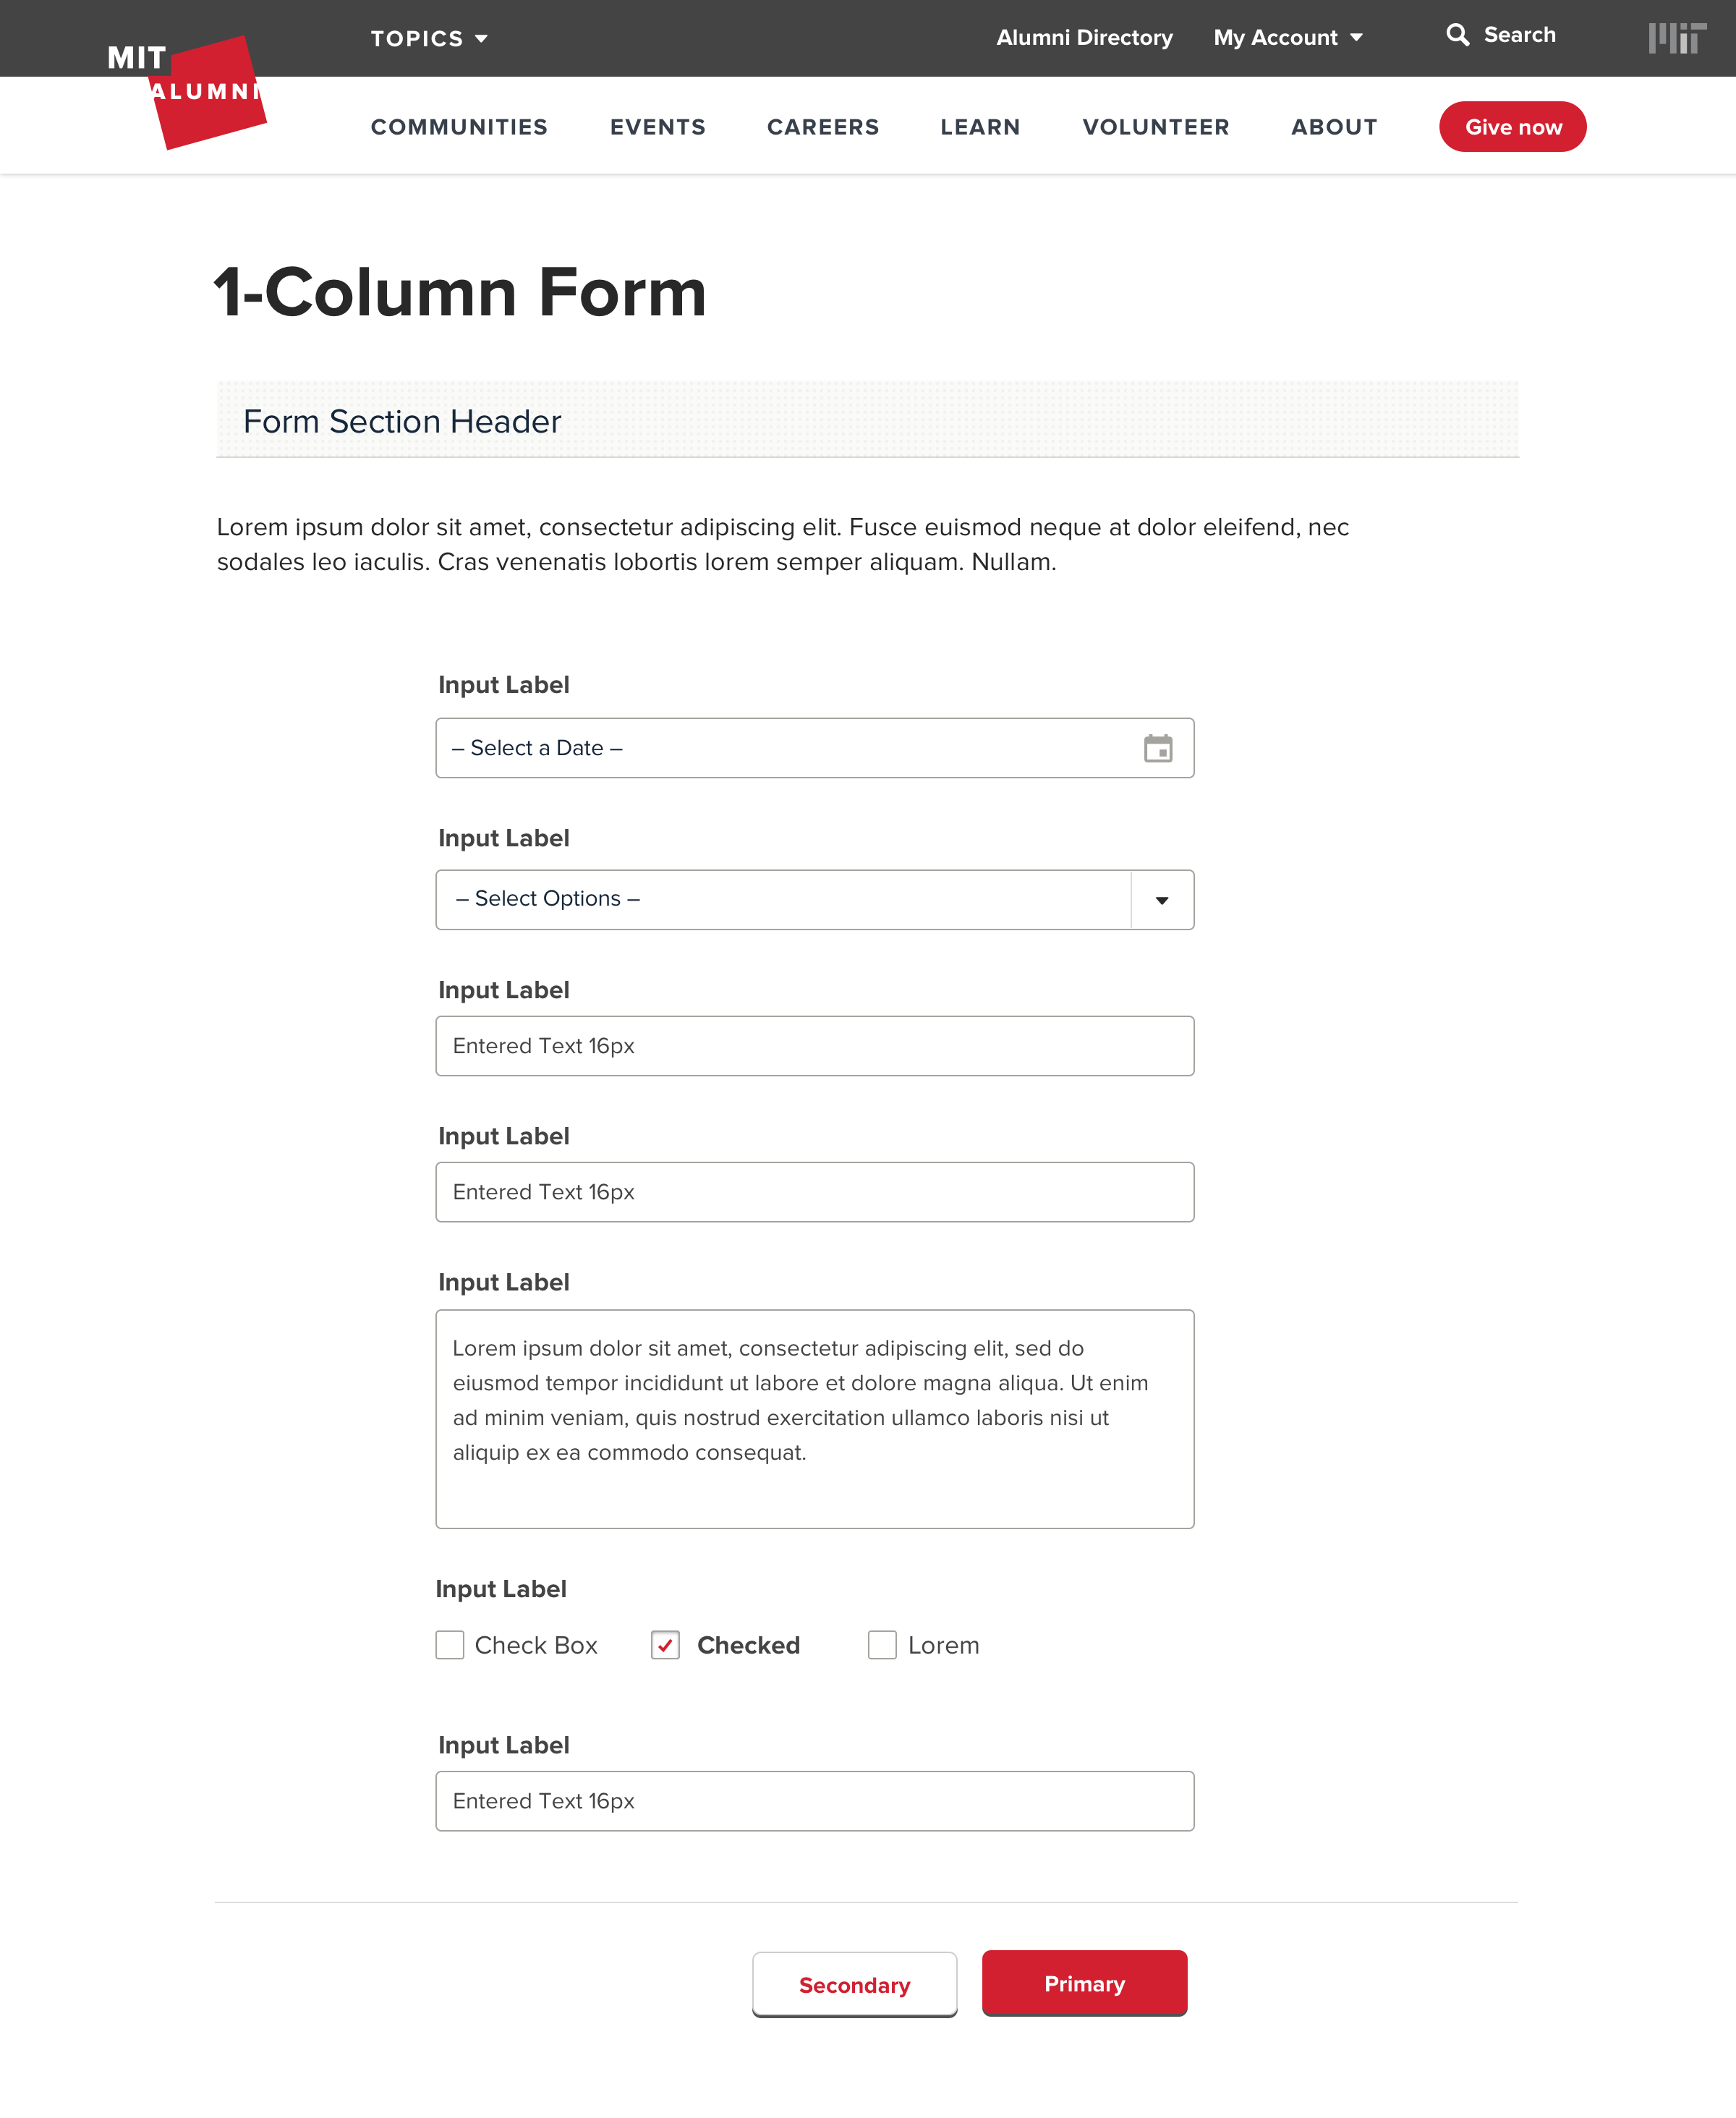 MIT
ALUMNI
TOPICS
Alumni Directory
My Account
Search
MIT
COMMUNITIES
EVENTS
CAREERS
LEARN
VOLUNTEER
ABOUT
Give now
1-Column Form
Form Section Header
Lorem ipsum dolor sit amet, consectetur adipiscing elit. Fusce euismod neque at dolor eleifend, nec
sodales leo iaculis. Cras venenatis lobortis lorem semper aliquam. Nullam.
Input Label
– Select a Date –
Input Label
– Select Options –
Input Label
Entered Text 16px
Input Label
Entered Text 16px
Input Label
Lorem ipsum dolor sit amet, consectetur adipiscing elit, sed do
eiusmod tempor incididunt ut labore et dolore magna aliqua. Ut enim
ad minim veniam, quis nostrud exercitation ullamco laboris nisi ut
aliquip ex ea commodo consequat.
Input Label
Check Box
Checked
Lorem
Input Label
Entered Text 16px
Secondary
Primary